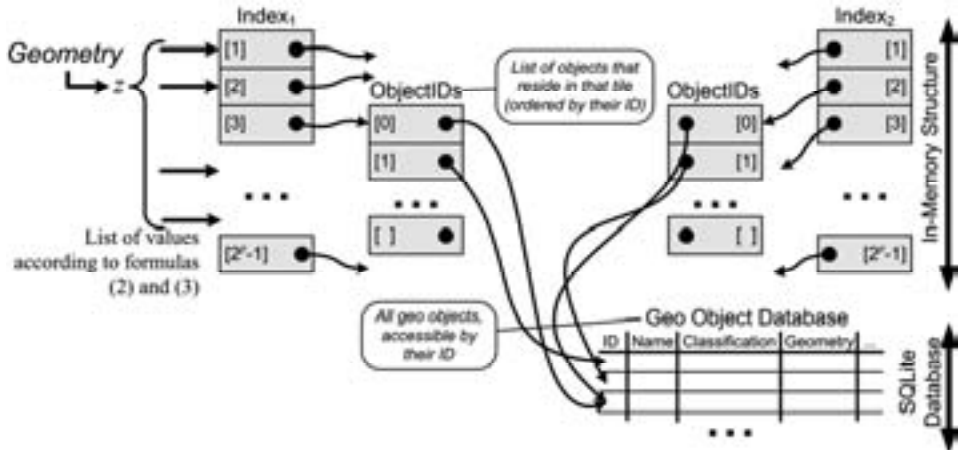 Index1
Index2
Geometry
z
[1]
[2]
[3]
[2ᵖ-1]
List of values
according to formulas
(2) and (3)
ObjectIDs
[0]
[1]
[ ]
List of objects that
reside in that tile
(ordered by their ID)
ObjectIDs
[0]
[1]
[ ]
[1]
[2]
[3]
[2ᵖ-1]
In-Memory Structure
All geo objects,
accessible by
their ID
Geo Object Database
ID Name Classification Geometry ...
SQLite
Database